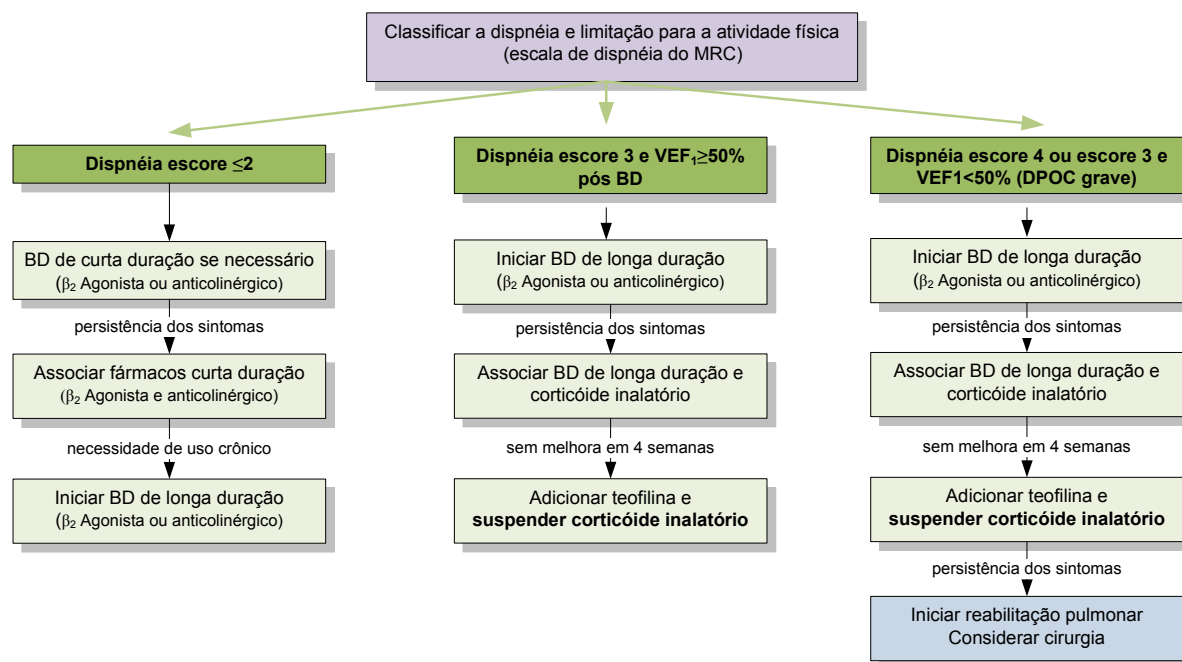 Classificar a dispnéia e limitação para a atividade física
(escala de dispnéia do MRC)
Dispnéia escore ≤2
BD de curta duração se necessário
(β₂ Agonista ou anticolinérgico)
persistência dos sintomas
Associar fármacos curta duração
(β₂ Agonista e anticolinérgico)
necessidade de uso crônico
Iniciar BD de longa duração
(β₂ Agonista ou anticolinérgico)
Dispnéia escore 3 e VEF₁≥50%
pós BD
Iniciar BD de longa duração
(β₂ Agonista ou anticolinérgico)
persistência dos sintomas
Associar BD de longa duração e
corticóide inalatório
sem melhora em 4 semanas
Adicionar teofilina e
suspender corticóide inalatório
Dispnéia escore 4 ou escore 3 e
VEF1<50% (DPOC grave)
Iniciar BD de longa duração
(β₂ Agonista ou anticolinérgico)
persistência dos sintomas
Associar BD de longa duração e
corticóide inalatório
sem melhora em 4 semanas
Adicionar teofilina e
suspender corticóide inalatório
persistência dos sintomas
Iniciar reabilitação pulmonar
Considerar cirurgia